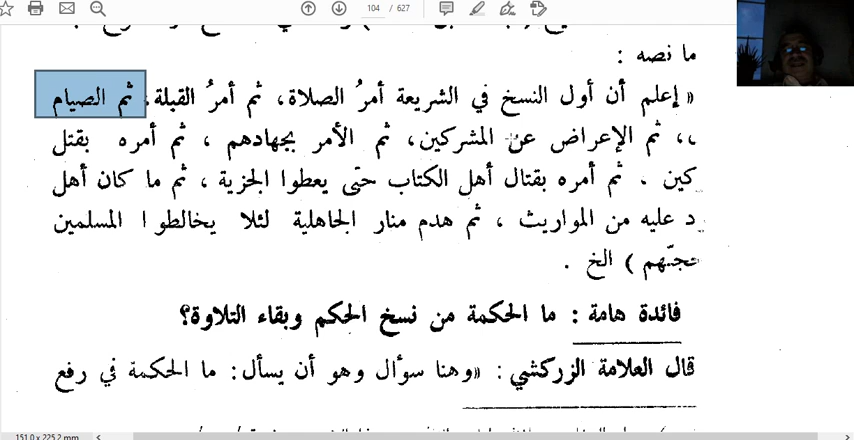 104 / 627
ما نصه :
« إعلم أن أول النسخ في الشريعة أمرُ الصلاة، ثم أمرُ القبلة، ثم الصيام
، ثم الإعراض عن المشركين، ثم الأمر بجهادهم ، ثم أمره بقتل
كين . ثم أمره بقتال أهل الكتاب حتى يعطوا الجزية ، ثم ما كان أهل
د عليه من المواريث ، ثم هدم منار الجاهلية لئلا يخالطوا المسلمين
حجّهم ) الخ .
فائدة هامة : ما الحكمة من نسخ الحكم وبقاء التلاوة؟
قال العلامة الزركشي : «وهنا سوأل وهو أن يسأل: ما الحكمة في رفع
151.0 x 225.2 mm